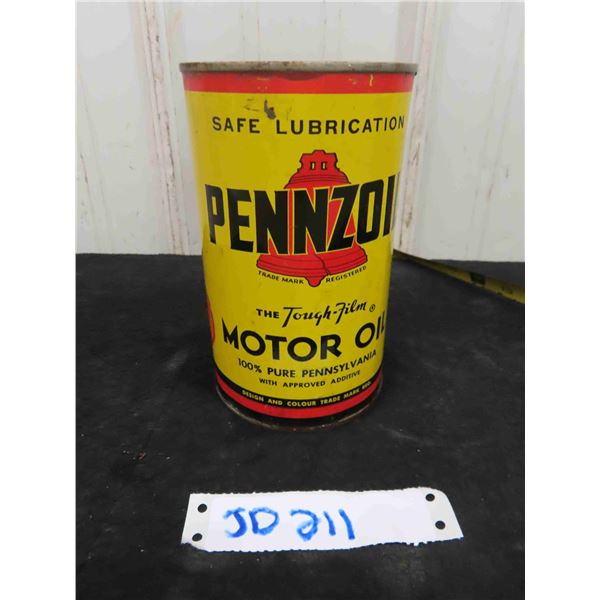 SAFE LUBRICATION
PENNZOIL
TRADE MARK REGISTERED
THE Tough-Film ®
MOTOR OIL
100% PURE PENNSYLVANIA
WITH APPROVED ADDITIVE
DESIGN AND COLOUR TRADE MARK REG.
JD 211